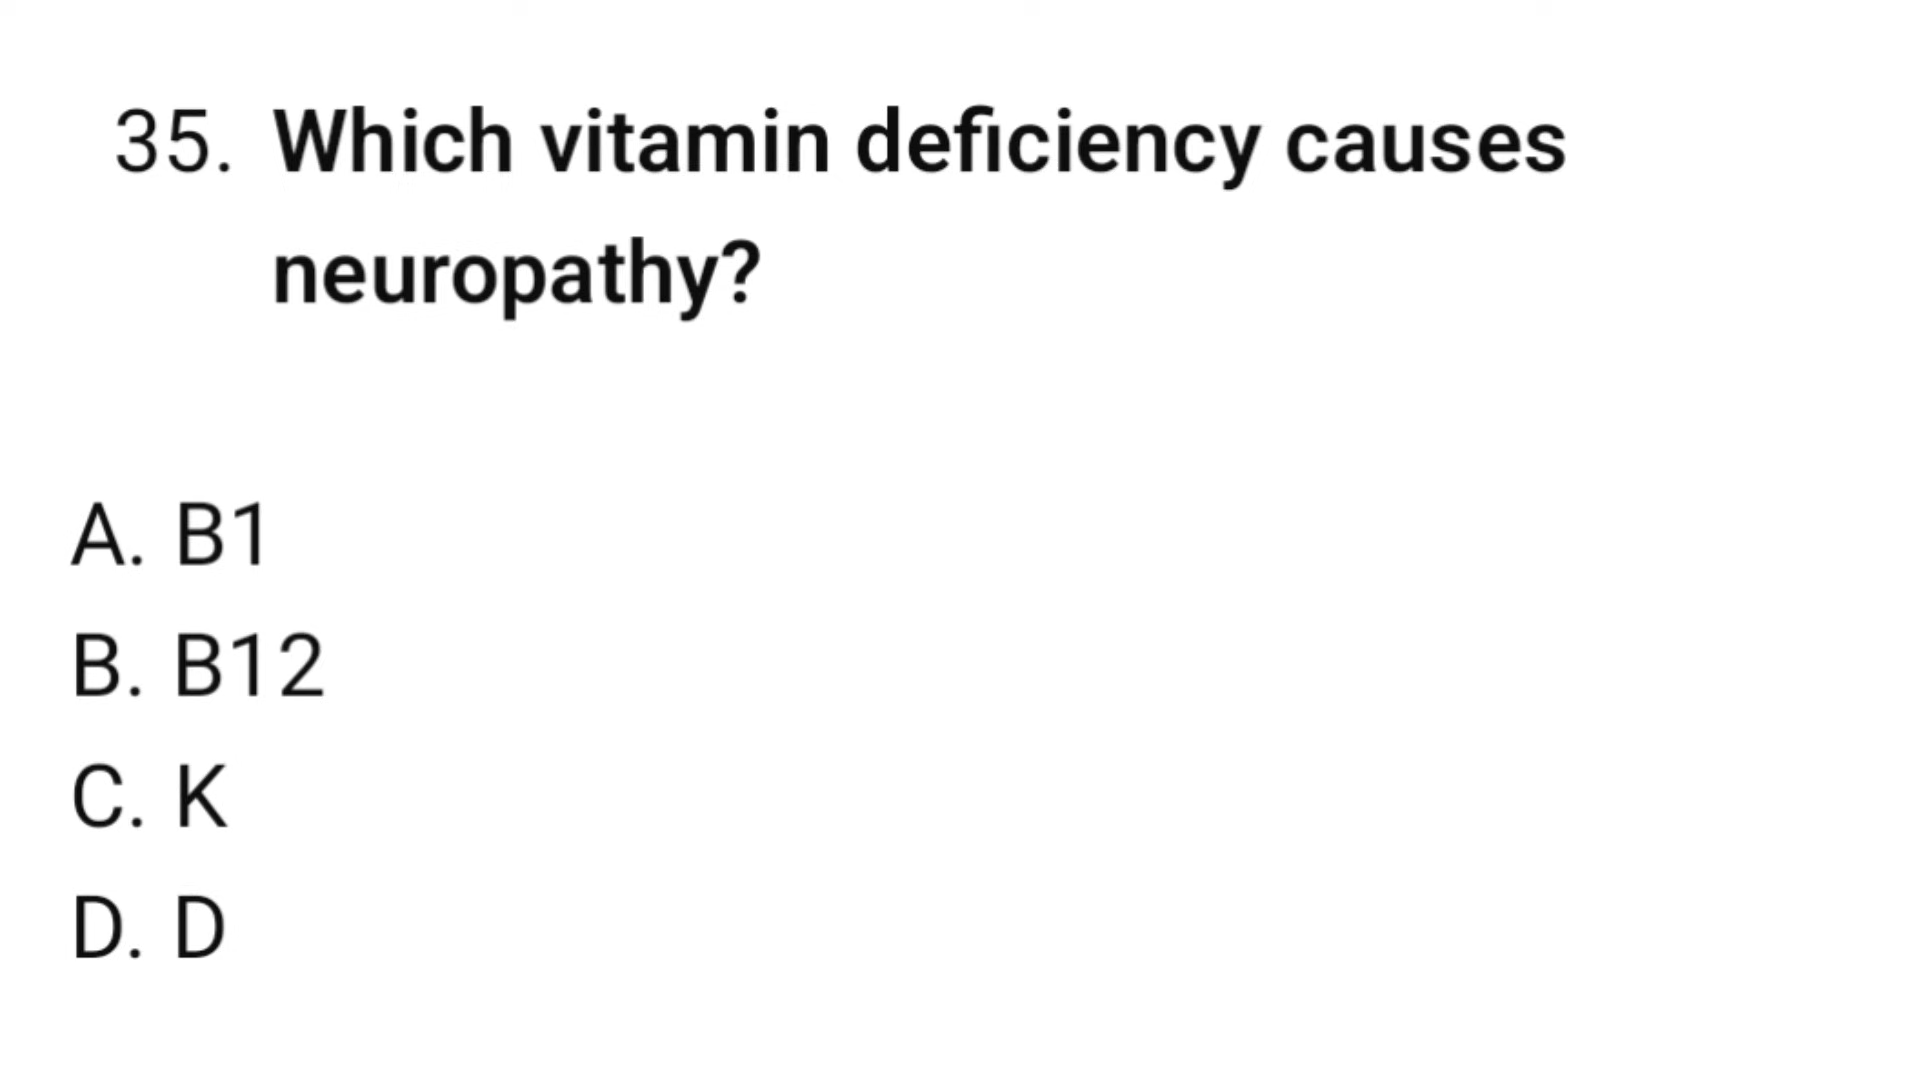 35. Which vitamin deficiency causes
neuropathy?
A. B1
B. B12
C. K
D. D